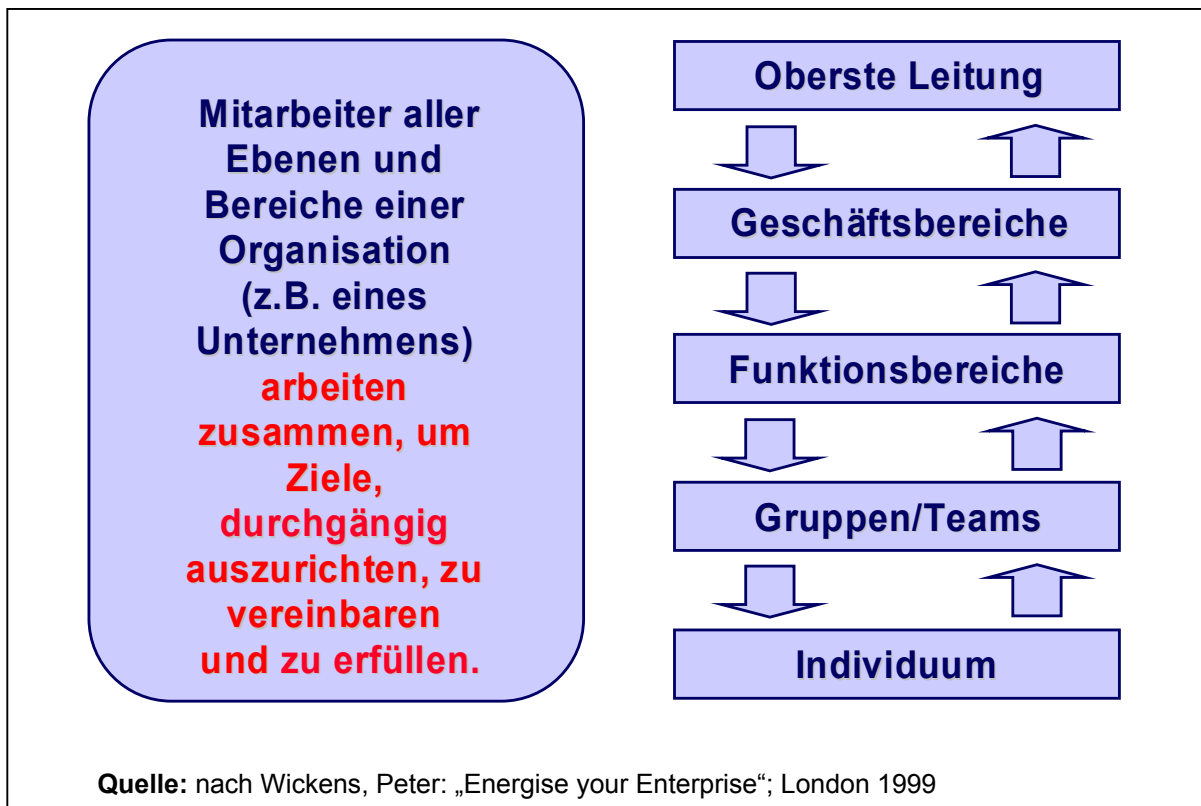 Mitarbeiter aller
Ebenen und
Bereiche einer
Organisation
(z.B. eines
Unternehmens)
arbeiten
zusammen, um
Ziele,
durchgängig
auszurichten, zu
vereinbaren
und zu erfüllen.
Oberste Leitung
Geschäftsbereiche
Funktionsbereiche
Gruppen/Teams
Individuum
Quelle: nach Wickens, Peter: „Energise your Enterprise“; London 1999